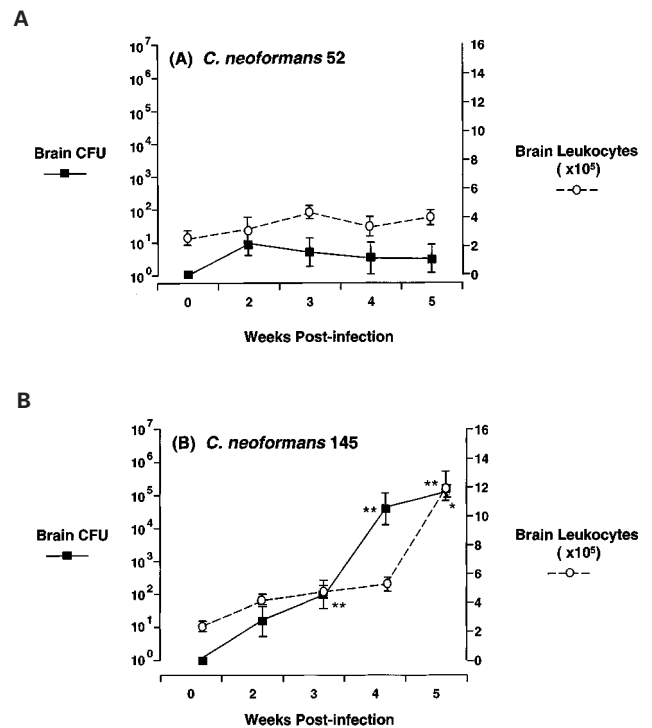 A
(A) C. neoformans 52
10⁷
10⁶
10⁵
10⁴
10³
10²
10¹
10⁰
16
14
12
10
8
6
4
2
0
Brain CFU
Brain Leukocytes
( x10⁵)
0 2 3 4 5
Weeks Post-infection
B
(B) C. neoformans 145
10⁷
10⁶
10⁵
10⁴
10³
10²
10¹
10⁰
16
14
12
10
8
6
4
2
0
Brain CFU
Brain Leukocytes
( x10⁵)
**
**
**
*
0 2 3 4 5
Weeks Post-infection